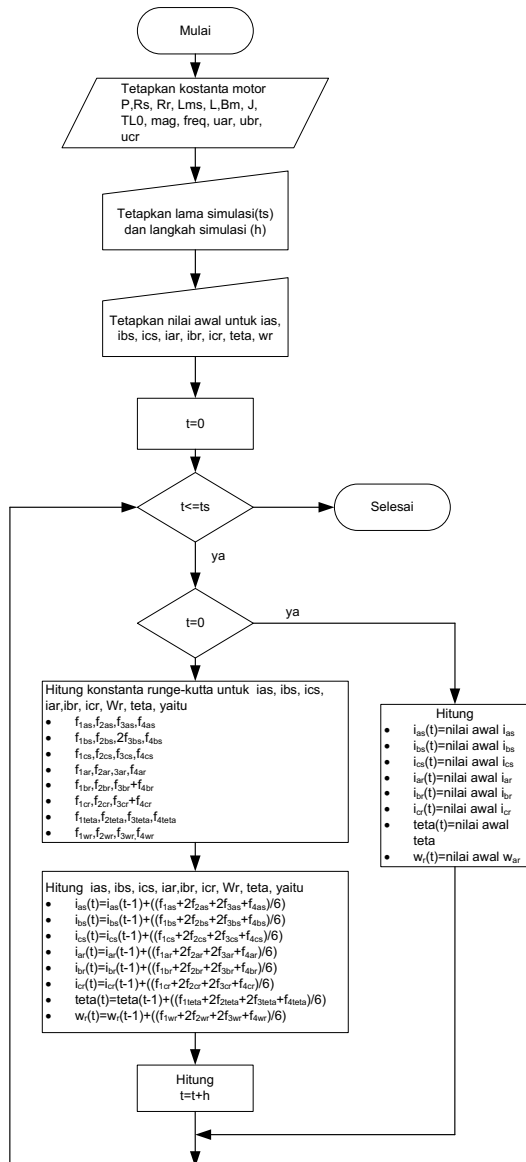 Mulai
Tetapkan kostanta motor
P,Rs, Rr, Lms, L,Bm, J,
TL0, mag, freq, uar, ubr,
ucr
Tetapkan lama simulasi(ts)
dan langkah simulasi (h)
Tetapkan nilai awal untuk ias,
ibs, ics, iar, ibr, icr, teta, wr
t=0
t<=ts
Selesai
ya
t=0
ya
Hitung konstanta runge-kutta untuk ias, ibs, ics,
iar,ibr, icr, Wr, teta, yaitu
• f1as,f2as,f3as,f4as
• f1bs,f2bs,2f3bs,f4bs
• f1cs,f2cs,f3cs,f4cs
• f1ar,f2ar,3ar,f4ar
• f1br,f2br,f3br+f4br
• f1cr,f2cr,f3cr+f4cr
• f1teta,f2teta,f3teta,f4teta
• f1wr,f2wr,f3wr,f4wr
Hitung
• ias(t)=nilai awal ias
• ibs(t)=nilai awal ibs
• ics(t)=nilai awal ics
• iar(t)=nilai awal iar
• ibr(t)=nilai awal ibr
• icr(t)=nilai awal icr
• teta(t)=nilai awal
teta
• wr(t)=nilai awal war
Hitung ias, ibs, ics, iar,ibr, icr, Wr, teta, yaitu
• ias(t)=ias(t-1)+((f1as+2f2as+2f3as+f4as)/6)
• ibs(t)=ibs(t-1)+((f1bs+2f2bs+2f3bs+f4bs)/6)
• ics(t)=ics(t-1)+((f1cs+2f2cs+2f3cs+f4cs)/6)
• iar(t)=iar(t-1)+((f1ar+2f2ar+2f3ar+f4ar)/6)
• ibr(t)=ibr(t-1)+((f1br+2f2br+2f3br+f4br)/6)
• icr(t)=icr(t-1)+((f1cr+2f2cr+2f3cr+f4cr)/6)
• teta(t)=teta(t-1)+((f1teta+2f2teta+2f3teta+f4teta)/6)
• wr(t)=wr(t-1)+((f1wr+2f2wr+2f3wr+f4wr)/6)
Hitung
t=t+h